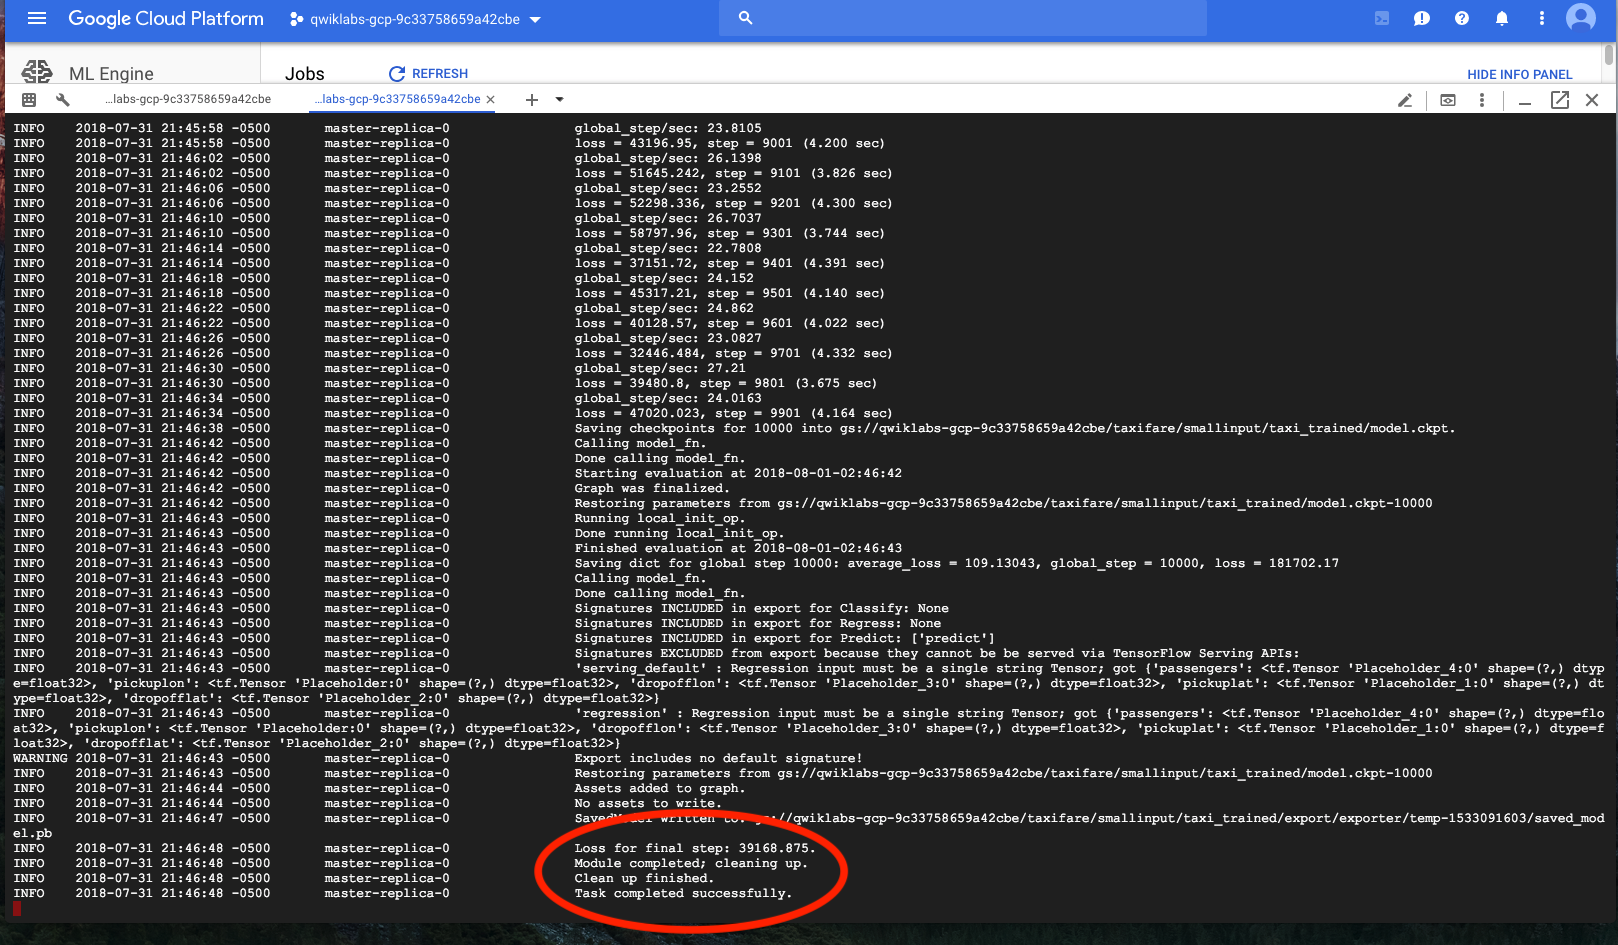 Google Cloud Platform qwiklabs-gcp-9c33758659a42cbe
ML Engine Jobs REFRESH HIDE INFO PANEL
...labs-gcp-9c33758659a42cbe ...labs-gcp-9c33758659a42cbe
INFO 2018-07-31 21:45:58 -0500 master-replica-0 global_step/sec: 23.8105
INFO 2018-07-31 21:45:58 -0500 master-replica-0 loss = 43196.95, step = 9001 (4.200 sec)
INFO 2018-07-31 21:46:02 -0500 master-replica-0 global_step/sec: 26.1398
INFO 2018-07-31 21:46:02 -0500 master-replica-0 loss = 51645.242, step = 9101 (3.826 sec)
INFO 2018-07-31 21:46:06 -0500 master-replica-0 global_step/sec: 23.2552
INFO 2018-07-31 21:46:06 -0500 master-replica-0 loss = 52298.336, step = 9201 (4.300 sec)
INFO 2018-07-31 21:46:10 -0500 master-replica-0 global_step/sec: 26.7037
INFO 2018-07-31 21:46:10 -0500 master-replica-0 loss = 58797.96, step = 9301 (3.744 sec)
INFO 2018-07-31 21:46:14 -0500 master-replica-0 global_step/sec: 22.7808
INFO 2018-07-31 21:46:14 -0500 master-replica-0 loss = 37151.72, step = 9401 (4.391 sec)
INFO 2018-07-31 21:46:18 -0500 master-replica-0 global_step/sec: 24.152
INFO 2018-07-31 21:46:18 -0500 master-replica-0 loss = 45317.21, step = 9501 (4.140 sec)
INFO 2018-07-31 21:46:22 -0500 master-replica-0 global_step/sec: 24.862
INFO 2018-07-31 21:46:22 -0500 master-replica-0 loss = 40128.57, step = 9601 (4.022 sec)
INFO 2018-07-31 21:46:26 -0500 master-replica-0 global_step/sec: 23.0827
INFO 2018-07-31 21:46:26 -0500 master-replica-0 loss = 32446.484, step = 9701 (4.332 sec)
INFO 2018-07-31 21:46:30 -0500 master-replica-0 global_step/sec: 27.21
INFO 2018-07-31 21:46:30 -0500 master-replica-0 loss = 39480.8, step = 9801 (3.675 sec)
INFO 2018-07-31 21:46:34 -0500 master-replica-0 global_step/sec: 24.0163
INFO 2018-07-31 21:46:34 -0500 master-replica-0 loss = 47020.023, step = 9901 (4.164 sec)
INFO 2018-07-31 21:46:38 -0500 master-replica-0 Saving checkpoints for 10000 into gs://qwiklabs-gcp-9c33758659a42cbe/taxifare/smallinput/taxi_trained/model.ckpt.
INFO 2018-07-31 21:46:42 -0500 master-replica-0 Calling model_fn.
INFO 2018-07-31 21:46:42 -0500 master-replica-0 Done calling model_fn.
INFO 2018-07-31 21:46:42 -0500 master-replica-0 Starting evaluation at 2018-08-01-02:46:42
INFO 2018-07-31 21:46:42 -0500 master-replica-0 Graph was finalized.
INFO 2018-07-31 21:46:42 -0500 master-replica-0 Restoring parameters from gs://qwiklabs-gcp-9c33758659a42cbe/taxifare/smallinput/taxi_trained/model.ckpt-10000
INFO 2018-07-31 21:46:43 -0500 master-replica-0 Running local_init_op.
INFO 2018-07-31 21:46:43 -0500 master-replica-0 Done running local_init_op.
INFO 2018-07-31 21:46:43 -0500 master-replica-0 Finished evaluation at 2018-08-01-02:46:43
INFO 2018-07-31 21:46:43 -0500 master-replica-0 Saving dict for global step 10000: average_loss = 109.13043, global_step = 10000, loss = 181702.17
INFO 2018-07-31 21:46:43 -0500 master-replica-0 Calling model_fn.
INFO 2018-07-31 21:46:43 -0500 master-replica-0 Done calling model_fn.
INFO 2018-07-31 21:46:43 -0500 master-replica-0 Signatures INCLUDED in export for Classify: None
INFO 2018-07-31 21:46:43 -0500 master-replica-0 Signatures INCLUDED in export for Regress: None
INFO 2018-07-31 21:46:43 -0500 master-replica-0 Signatures INCLUDED in export for Predict: ['predict']
INFO 2018-07-31 21:46:43 -0500 master-replica-0 Signatures EXCLUDED from export because they cannot be be served via TensorFlow Serving APIs:
INFO 2018-07-31 21:46:43 -0500 master-replica-0 'serving_default' : Regression input must be a single string Tensor; got {'passengers': <tf.Tensor 'Placeholder_4:0' shape=(?,) dtyp
e=float32>, 'pickuplon': <tf.Tensor 'Placeholder:0' shape=(?,) dtype=float32>, 'dropofflon': <tf.Tensor 'Placeholder_3:0' shape=(?,) dtype=float32>, 'pickuplat': <tf.Tensor 'Placeholder_1:0' shape=(?,) dt
ype=float32>, 'dropofflat': <tf.Tensor 'Placeholder_2:0' shape=(?,) dtype=float32>}
INFO 2018-07-31 21:46:43 -0500 master-replica-0 'regression' : Regression input must be a single string Tensor; got {'passengers': <tf.Tensor 'Placeholder_4:0' shape=(?,) dtype=flo
at32>, 'pickuplon': <tf.Tensor 'Placeholder:0' shape=(?,) dtype=float32>, 'dropofflon': <tf.Tensor 'Placeholder_3:0' shape=(?,) dtype=float32>, 'pickuplat': <tf.Tensor 'Placeholder_1:0' shape=(?,) dtype=f
loat32>, 'dropofflat': <tf.Tensor 'Placeholder_2:0' shape=(?,) dtype=float32>}
WARNING 2018-07-31 21:46:43 -0500 master-replica-0 Export includes no default signature!
INFO 2018-07-31 21:46:43 -0500 master-replica-0 Restoring parameters from gs://qwiklabs-gcp-9c33758659a42cbe/taxifare/smallinput/taxi_trained/model.ckpt-10000
INFO 2018-07-31 21:46:44 -0500 master-replica-0 Assets added to graph.
INFO 2018-07-31 21:46:44 -0500 master-replica-0 No assets to write.
INFO 2018-07-31 21:46:47 -0500 master-replica-0 SavedModel written to: gs://qwiklabs-gcp-9c33758659a42cbe/taxifare/smallinput/taxi_trained/export/exporter/temp-1533091603/saved_mod
el.pb
INFO 2018-07-31 21:46:48 -0500 master-replica-0 Loss for final step: 39168.875.
INFO 2018-07-31 21:46:48 -0500 master-replica-0 Module completed; cleaning up.
INFO 2018-07-31 21:46:48 -0500 master-replica-0 Clean up finished.
INFO 2018-07-31 21:46:48 -0500 master-replica-0 Task completed successfully.